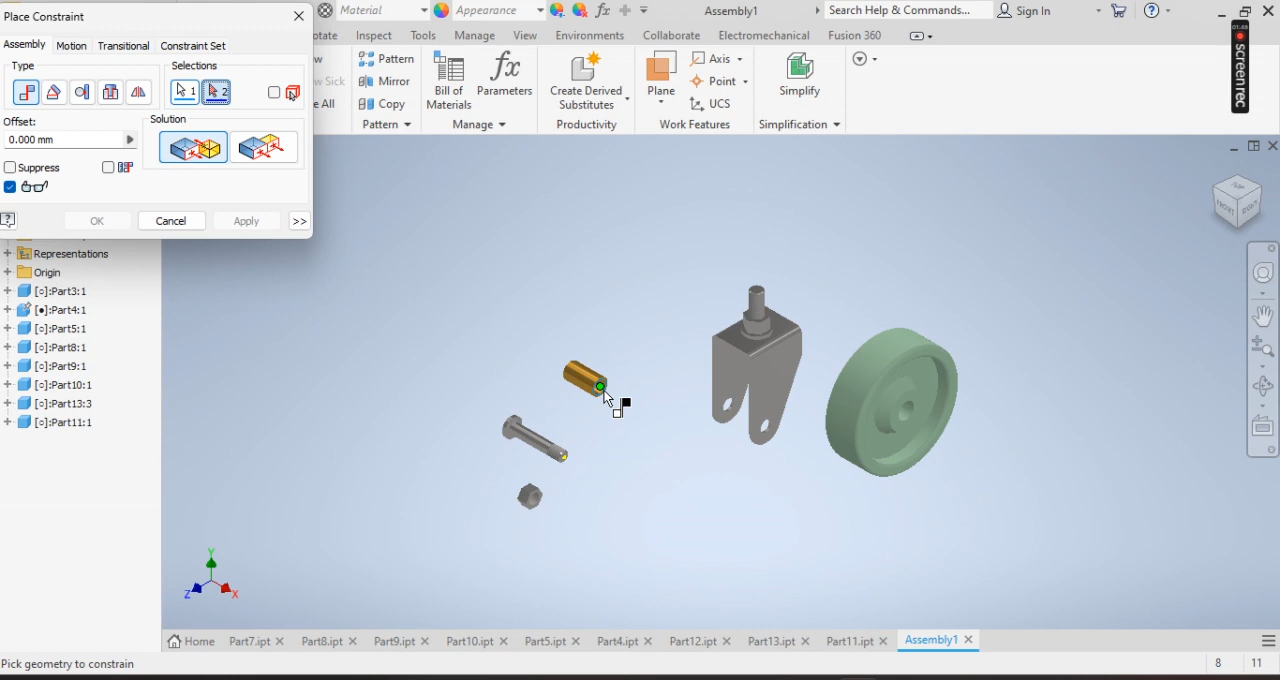 Place Constraint
Material
Appearance
Assembly1
Search Help & Commands...
Sign In
Assembly Motion Transitional Constraint Set
otate Inspect Tools Manage View Environments Collaborate Electromechanical Fusion 360
Type
Selections
1 2
Offset:
0.000 mm
Solution
Suppress
OK Cancel Apply >>
Pattern
Mirror
Copy
Pattern
Bill of
Materials
Parameters
Manage
Create Derived
Substitutes
Productivity
Plane
Axis
Point
UCS
Work Features
Simplify
Simplification
screenrec
FRONT
RIGHT
Representations
Origin
[○]:Part3:1
[●]:Part4:1
[○]:Part5:1
[○]:Part8:1
[○]:Part9:1
[○]:Part10:1
[○]:Part13:3
[○]:Part11:1
Y
Z
X
Home Part7.ipt Part8.ipt Part9.ipt Part10.ipt Part5.ipt Part4.ipt Part12.ipt Part13.ipt Part11.ipt Assembly1
Pick geometry to constrain
8 11